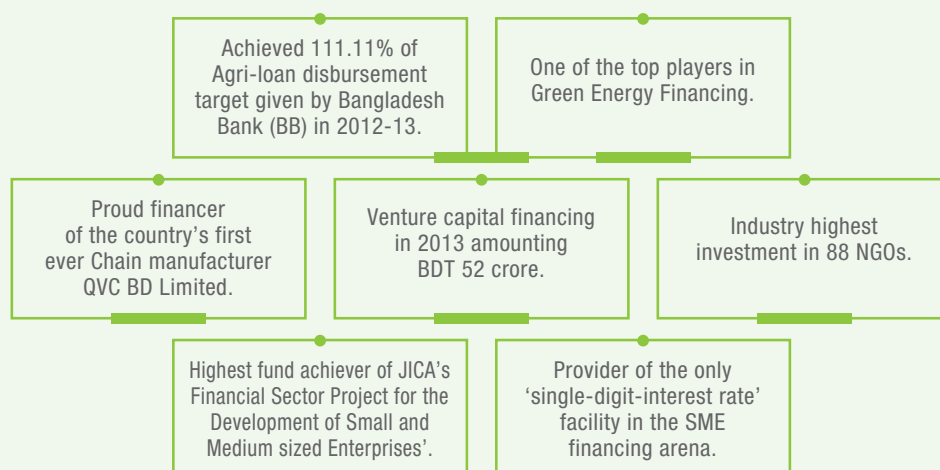 Achieved 111.11% of
Agri-loan disbursement
target given by Bangladesh
Bank (BB) in 2012-13.
One of the top players in
Green Energy Financing.
Proud financer
of the country’s first
ever Chain manufacturer
QVC BD Limited.
Venture capital financing
in 2013 amounting
BDT 52 crore.
Industry highest
investment in 88 NGOs.
Highest fund achiever of JICA’s
Financial Sector Project for the
Development of Small and
Medium sized Enterprises’.
Provider of the only
‘single-digit-interest rate’
facility in the SME
financing arena.